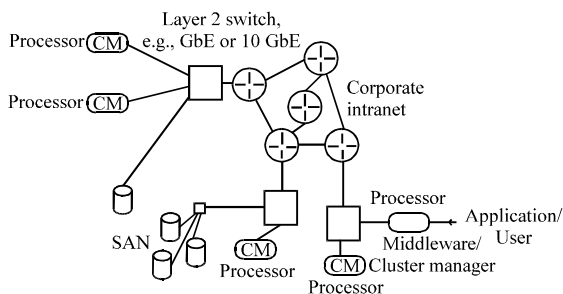 Layer 2 switch,
e.g., GbE or 10 GbE
Processor CM
Processor CM
Corporate
intranet
Processor
Application/
User
Middleware/
Cluster manager
SAN
CM
Processor
CM
Processor